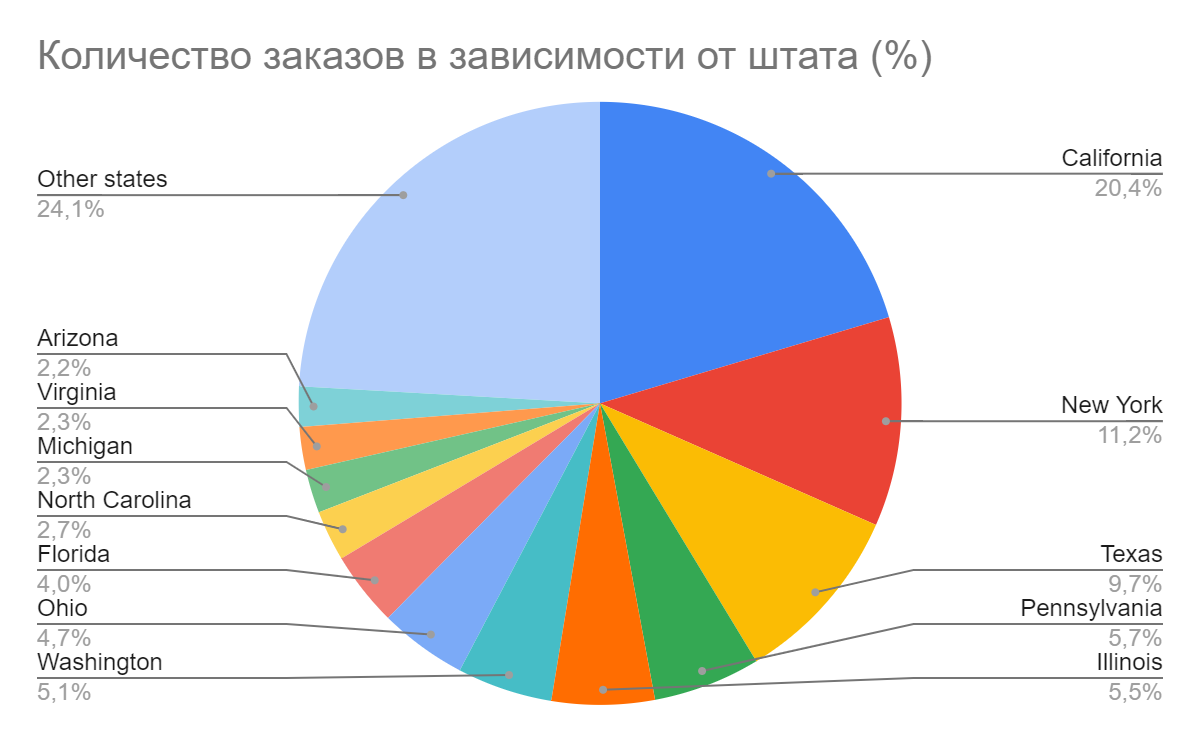 Количество заказов в зависимости от штата (%)
California
20,4%
New York
11,2%
Texas
9,7%
Pennsylvania
5,7%
Illinois
5,5%
Washington
5,1%
Ohio
4,7%
Florida
4,0%
North Carolina
2,7%
Michigan
2,3%
Virginia
2,3%
Arizona
2,2%
Other states
24,1%